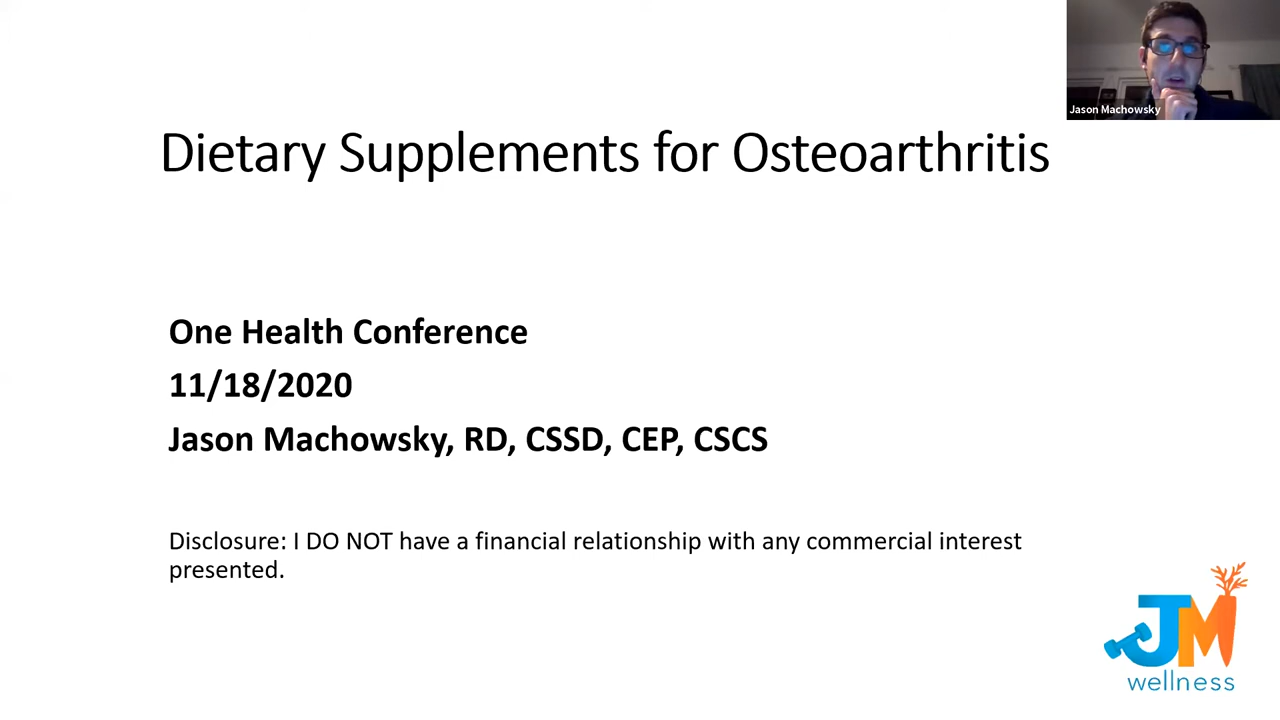 Jason Machowsky
Dietary Supplements for Osteoarthritis
One Health Conference
11/18/2020
Jason Machowsky, RD, CSSD, CEP, CSCS
Disclosure: I DO NOT have a financial relationship with any commercial interest
presented.
JM
wellness